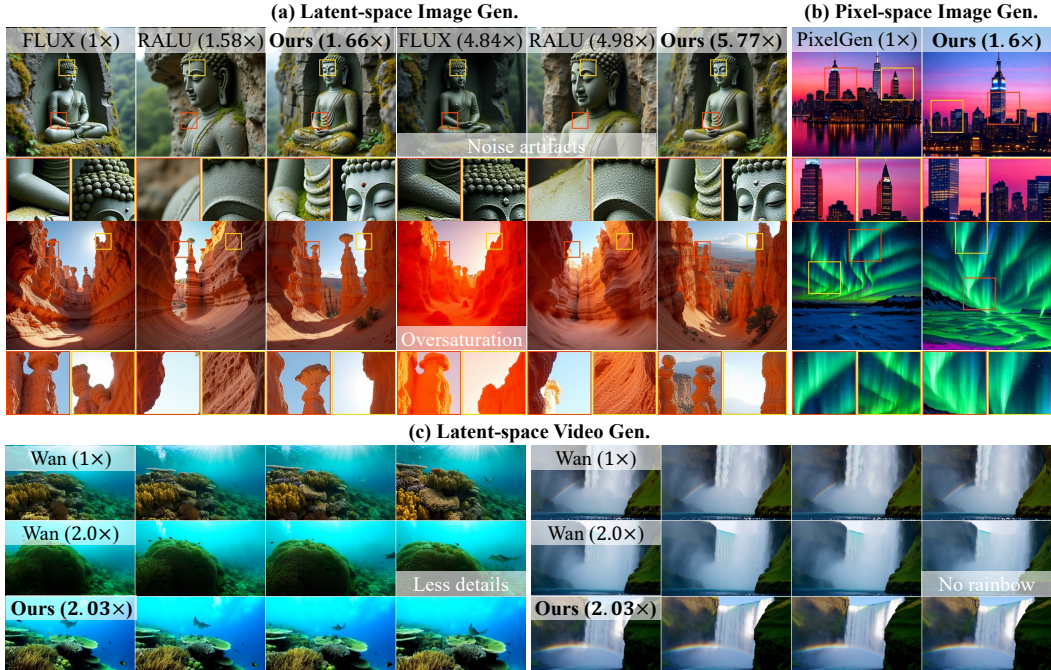 (a) Latent-space Image Gen.
(b) Pixel-space Image Gen.
FLUX (1×) RALU (1.58×) Ours (1.66×) FLUX (4.84×) RALU (4.98×) Ours (5.77×)
PixelGen (1×) Ours (1.6×)
Noise artifacts
Oversaturation
(c) Latent-space Video Gen.
Wan (1×)
Wan (1×)
Wan (2.0×)
Wan (2.0×)
Less details
No rainbow
Ours (2.03×)
Ours (2.03×)